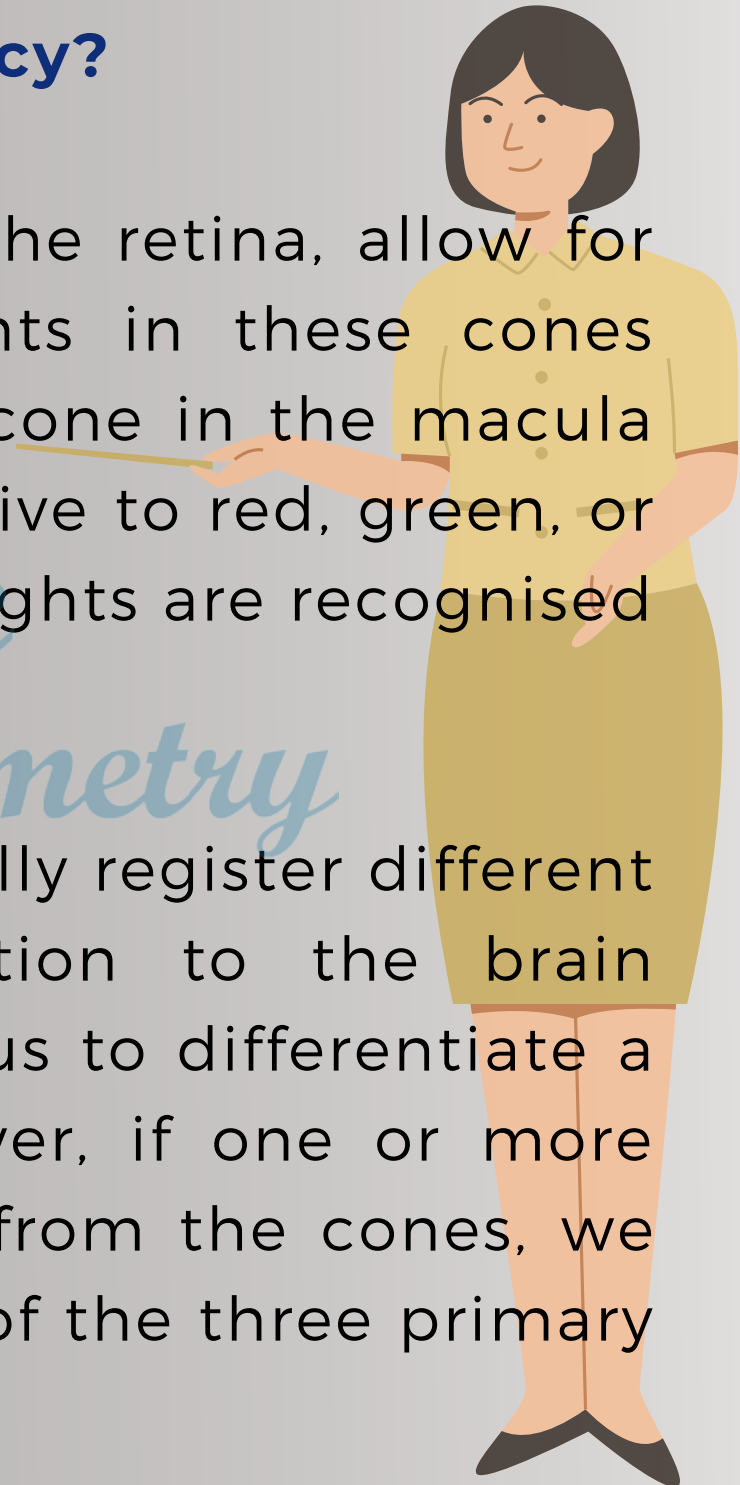 cy?
he retina, allow for
nts in these cones
cone in the macula
ive to red, green, or
ghts are recognised
metry
lly register different
tion to the brain
us to differentiate a
ver, if one or more
from the cones, we
of the three primary